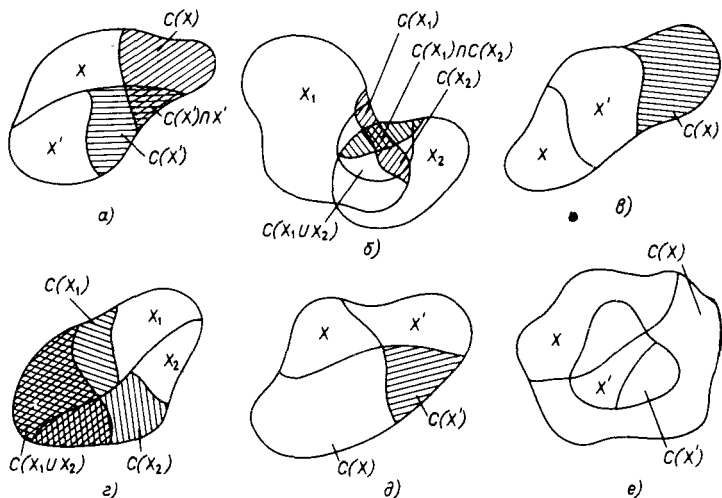 C(X)
X
C(X)∩X'
X'
C(X')
а)
C(X₁)
C(X₁)∩C(X₂)
C(X₂)
X₁
X₂
C(X₁∪X₂)
б)
X'
X
C(X)
в)
C(X₁)
X₁
X₂
C(X₁∪X₂)
C(X₂)
г)
X
X'
C(X')
C(X)
д)
C(X)
X
X'
C(X')
е)